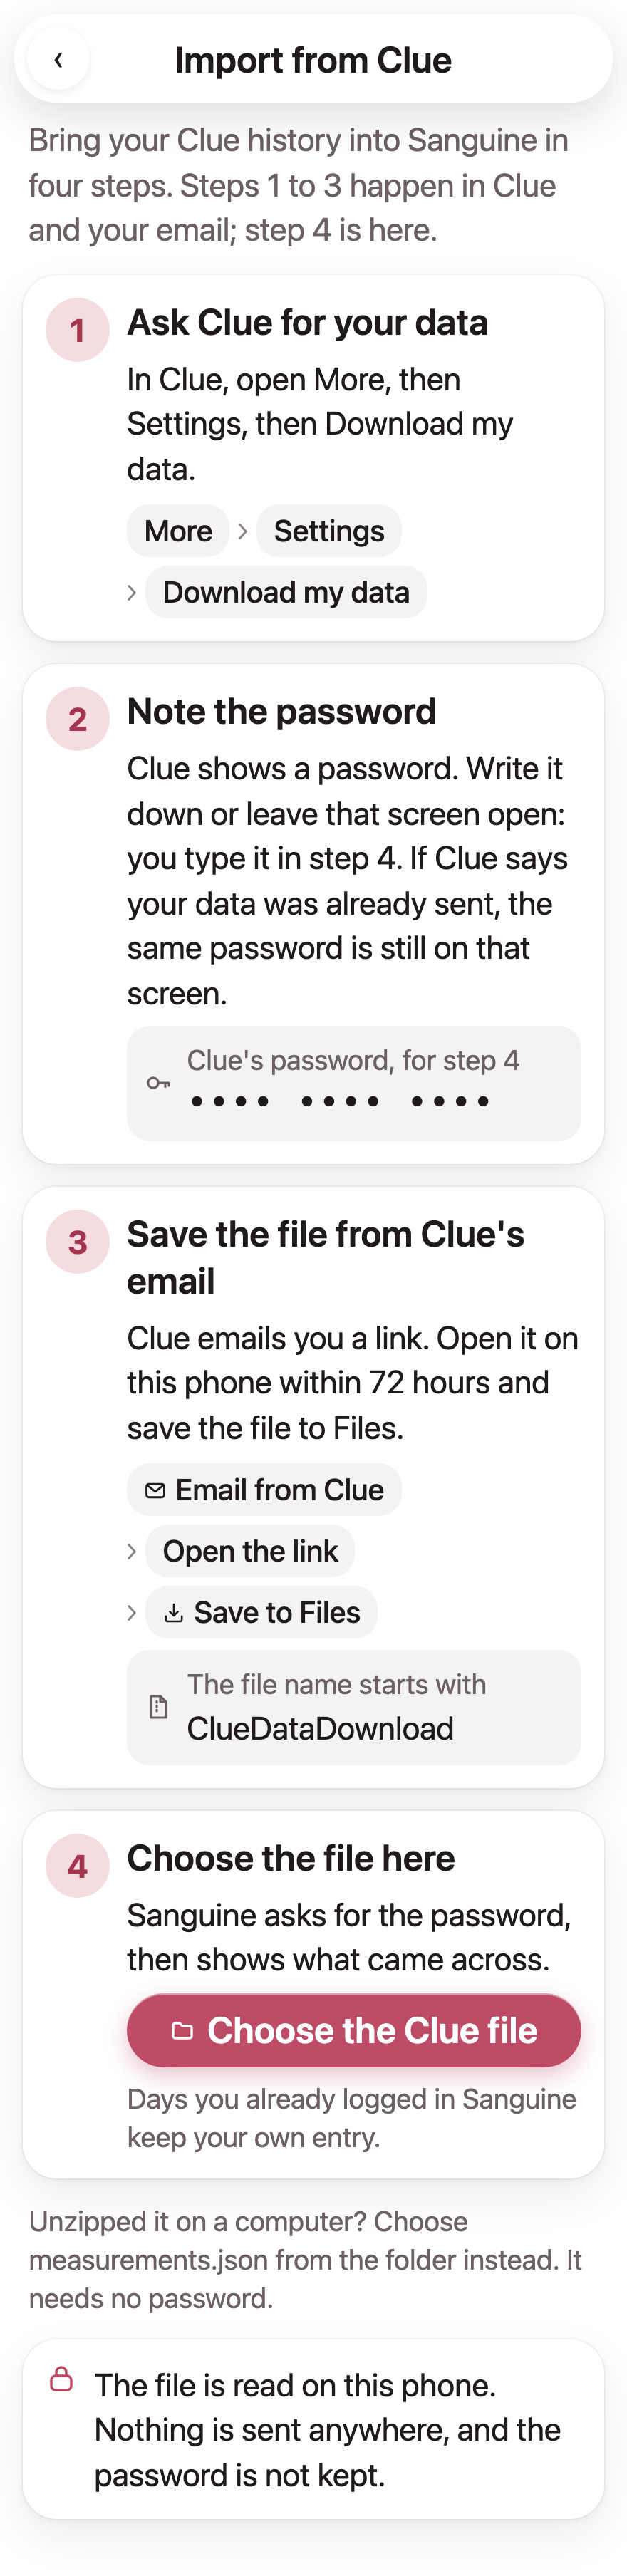 Import from Clue
Bring your Clue history into Sanguine in
four steps. Steps 1 to 3 happen in Clue
and your email; step 4 is here.
1
Ask Clue for your data
In Clue, open More, then
Settings, then Download my
data.
More › Settings
› Download my data
2
Note the password
Clue shows a password. Write it
down or leave that screen open:
you type it in step 4. If Clue says
your data was already sent, the
same password is still on that
screen.
Clue's password, for step 4
•••• •••• ••••
3
Save the file from Clue's
email
Clue emails you a link. Open it on
this phone within 72 hours and
save the file to Files.
Email from Clue
› Open the link
› Save to Files
The file name starts with
ClueDataDownload
4
Choose the file here
Sanguine asks for the password,
then shows what came across.
Choose the Clue file
Days you already logged in Sanguine
keep your own entry.
Unzipped it on a computer? Choose
measurements.json from the folder instead. It
needs no password.
The file is read on this phone.
Nothing is sent anywhere, and the
password is not kept.